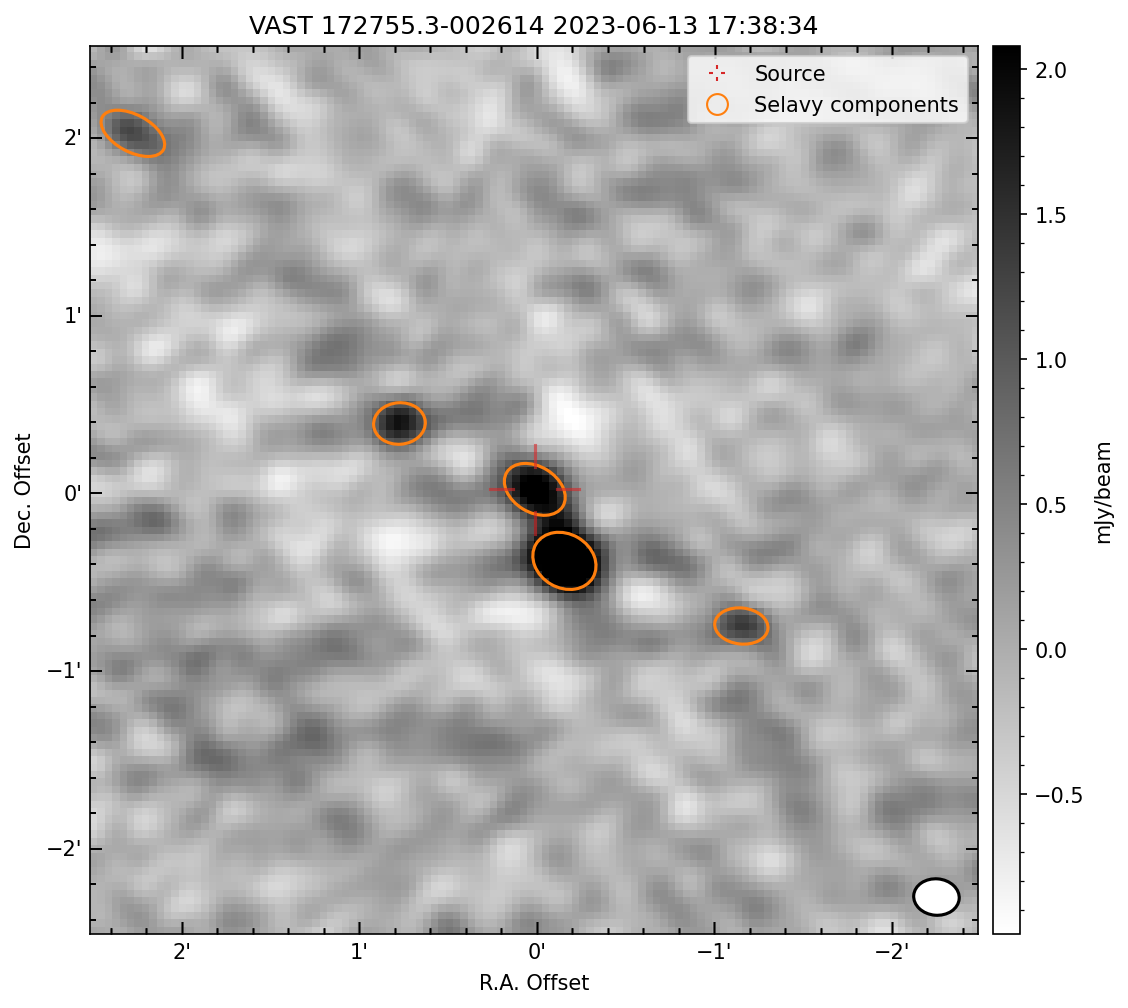 VAST 172755.3-002614 2023-06-13 17:38:34
Source
Selavy components
2'
1'
0'
−1'
−2'
Dec. Offset
2'
1'
0'
−1'
−2'
R.A. Offset
2.0
1.5
1.0
0.5
0.0
−0.5
mJy/beam